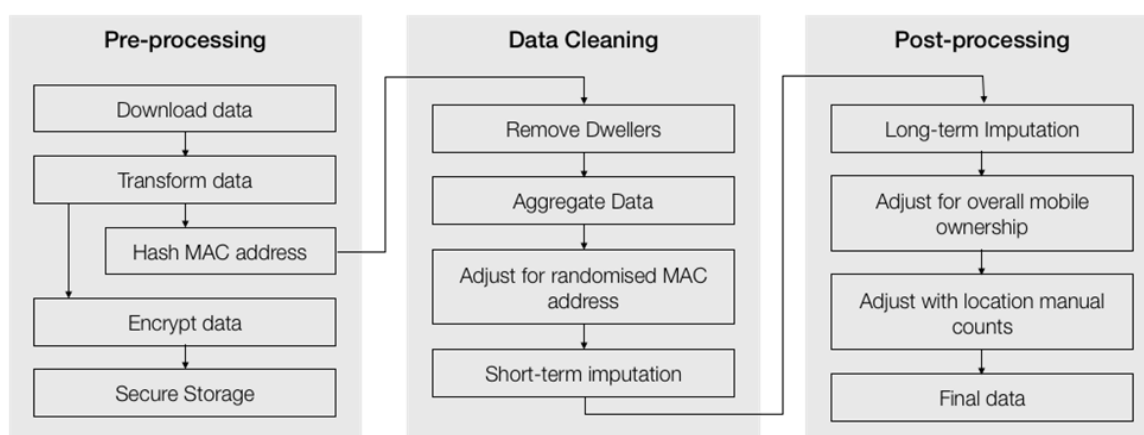 Pre-processing
Download data
Transform data
Hash MAC address
Encrypt data
Secure Storage
Data Cleaning
Remove Dwellers
Aggregate Data
Adjust for randomised MAC
address
Short-term imputation
Post-processing
Long-term Imputation
Adjust for overall mobile
ownership
Adjust with location manual
counts
Final data